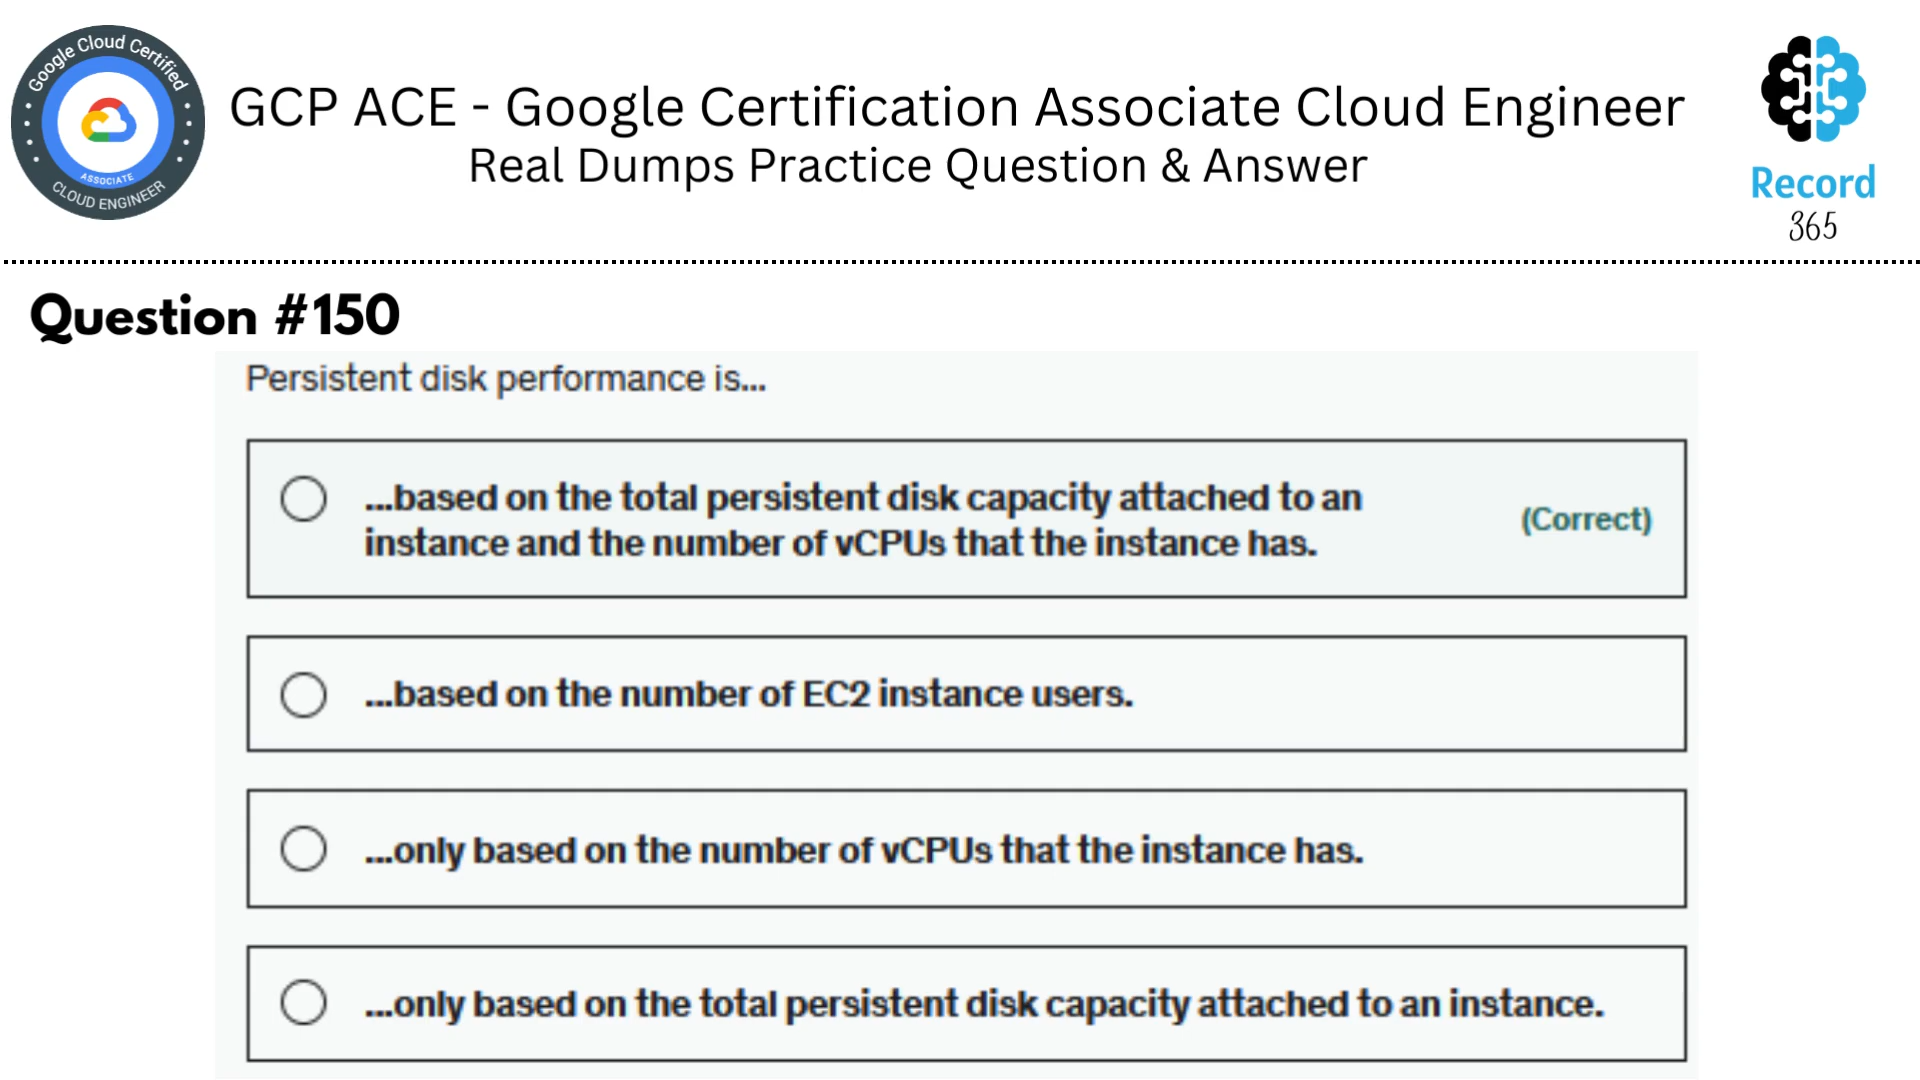 Google Cloud Certified
ASSOCIATE
CLOUD ENGINEER
GCP ACE - Google Certification Associate Cloud Engineer
Real Dumps Practice Question & Answer
Record
365
Question #150
Persistent disk performance is...
...based on the total persistent disk capacity attached to an
instance and the number of vCPUs that the instance has.
(Correct)
...based on the number of EC2 instance users.
...only based on the number of vCPUs that the instance has.
...only based on the total persistent disk capacity attached to an instance.